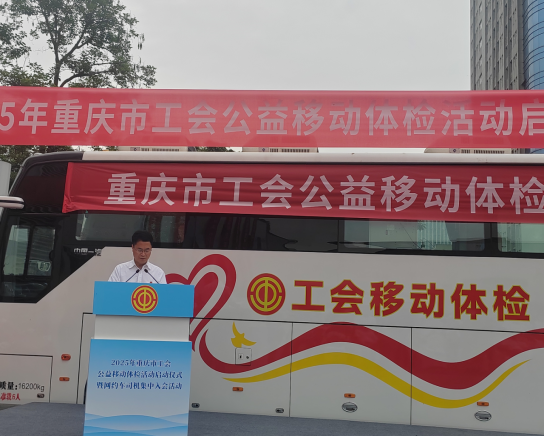 5年重庆市工会公益移动体检活动启
重庆市工会公益移动体检
工会移动体检
2025年重庆市工会
公益移动体检活动启动仪式
暨网约车司机集中入会活动
质量:16200kg